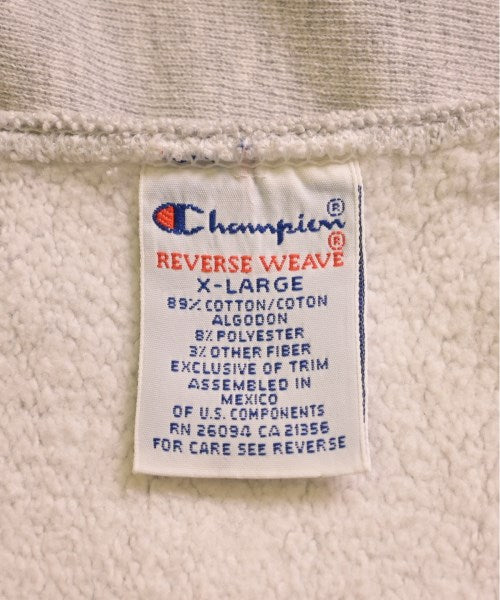 Champion®
REVERSE WEAVE®
X-LARGE
89% COTTON/COTON
ALGODON
8% POLYESTER
3% OTHER FIBER
EXCLUSIVE OF TRIM
ASSEMBLED IN
MEXICO
OF U.S. COMPONENTS
RN 26094 CA 21356
FOR CARE SEE REVERSE